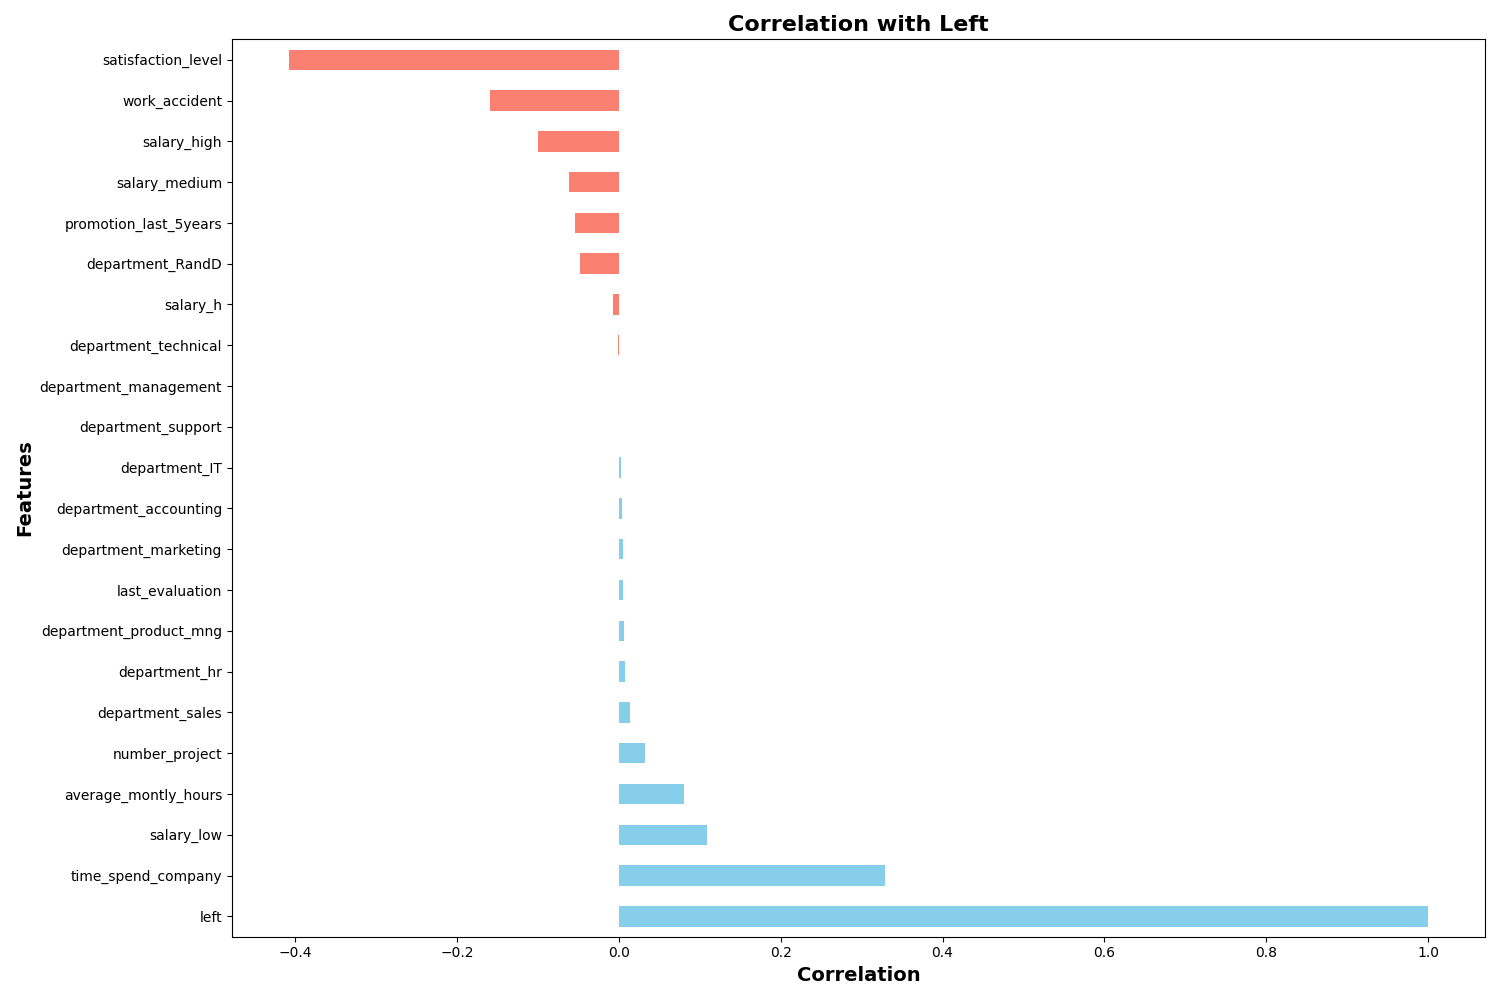 Correlation with Left
satisfaction_level
work_accident
salary_high
salary_medium
promotion_last_5years
department_RandD
salary_h
department_technical
department_management
department_support
department_IT
department_accounting
department_marketing
last_evaluation
department_product_mng
department_hr
department_sales
number_project
average_montly_hours
salary_low
time_spend_company
left
Features
−0.4 −0.2 0.0 0.2 0.4 0.6 0.8 1.0
Correlation